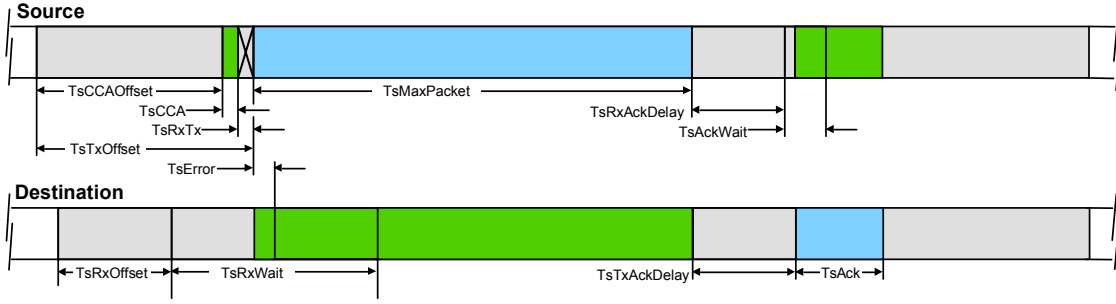 Source
TsCCAOffset
TsMaxPacket
TsCCA
TsRxAckDelay
TsRxTx
TsAckWait
TsTxOffset
TsError
Destination
TsRxOffset
TsRxWait
TsTxAckDelay
TsAck